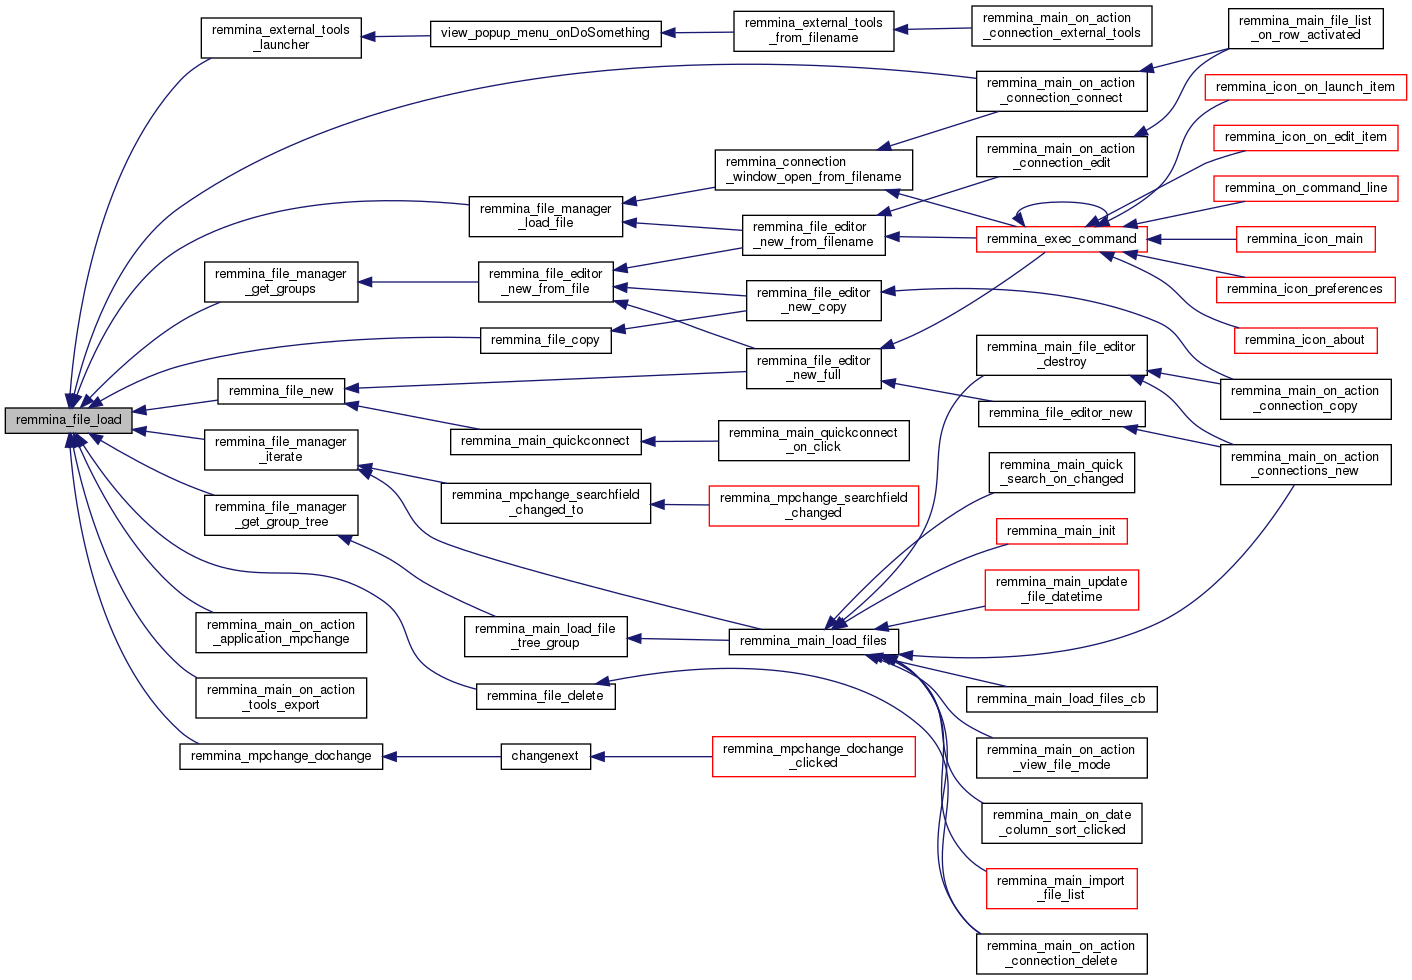 remmina_external_tools
_launcher
view_popup_menu_onDoSomething
remmina_external_tools
_from_filename
remmina_main_on_action
_connection_external_tools
remmina_main_file_list
_on_row_activated
remmina_main_on_action
_connection_connect
remmina_icon_on_launch_item
remmina_icon_on_edit_item
remmina_main_on_action
_connection_edit
remmina_connection
_window_open_from_filename
remmina_on_command_line
remmina_file_manager
_load_file
remmina_file_editor
_new_from_filename
remmina_exec_command
remmina_icon_main
remmina_file_manager
_get_groups
remmina_file_editor
_new_from_file
remmina_icon_preferences
remmina_file_editor
_new_copy
remmina_file_copy
remmina_icon_about
remmina_main_file_editor
_destroy
remmina_file_editor
_new_full
remmina_file_new
remmina_main_on_action
_connection_copy
remmina_file_load
remmina_file_editor_new
remmina_file_manager
_iterate
remmina_main_quickconnect
remmina_main_quickconnect
_on_click
remmina_main_on_action
_connections_new
remmina_main_quick
_search_on_changed
remmina_file_manager
_get_group_tree
remmina_mpchange_searchfield
_changed_to
remmina_mpchange_searchfield
_changed
remmina_main_init
remmina_main_update
_file_datetime
remmina_main_on_action
_application_mpchange
remmina_main_load_file
_tree_group
remmina_main_load_files
remmina_main_on_action
_tools_export
remmina_file_delete
remmina_main_load_files_cb
remmina_mpchange_dochange
changenext
remmina_mpchange_dochange
_clicked
remmina_main_on_action
_view_file_mode
remmina_main_on_date
_column_sort_clicked
remmina_main_import
_file_list
remmina_main_on_action
_connection_delete